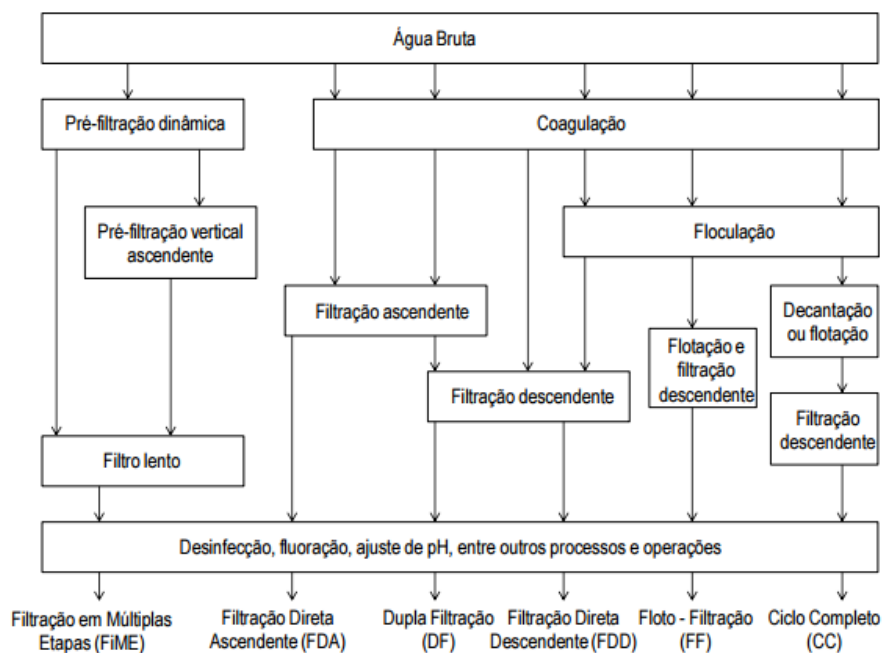 Água Bruta
Pré-filtração dinâmica
Coagulação
Pré-filtração vertical
ascendente
Floculação
Filtração ascendente
Decantação
ou flotação
Flotação e
filtração
descendente
Filtração descendente
Filtração
descendente
Filtro lento
Desinfecção, fluoração, ajuste de pH, entre outros processos e operações
Filtração em Múltiplas
Etapas (FiME)
Filtração Direta
Ascendente (FDA)
Dupla Filtração
(DF)
Filtração Direta
Descendente (FDD)
Floto - Filtração
(FF)
Ciclo Completo
(CC)